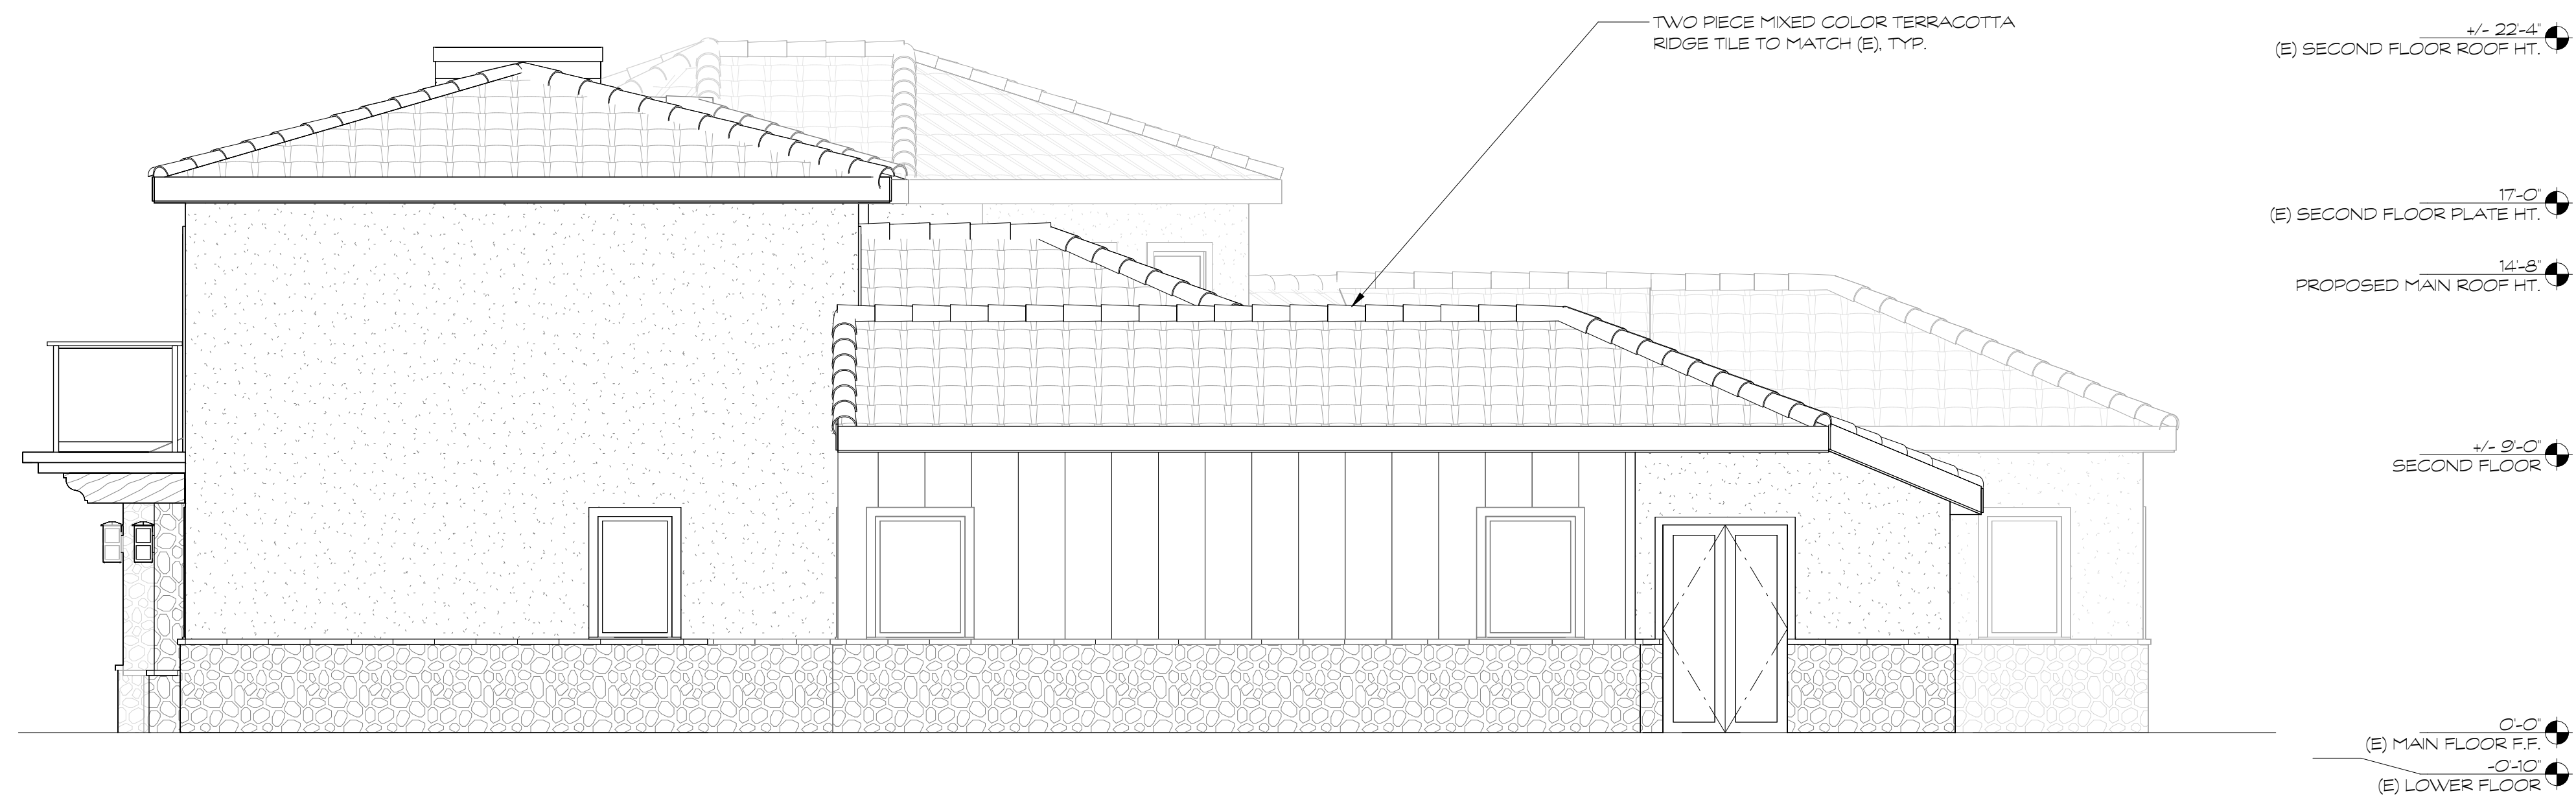 TWO PIECE MIXED COLOR TERRACOTTA
RIDGE TILE TO MATCH (E), TYP.
+/- 22'-4"
(E) SECOND FLOOR ROOF HT.
17'-0"
(E) SECOND FLOOR PLATE HT.
14'-8"
PROPOSED MAIN ROOF HT.
+/- 9'-0"
SECOND FLOOR
0'-0"
(E) MAIN FLOOR F.F.
-0'-10"
(E) LOWER FLOOR